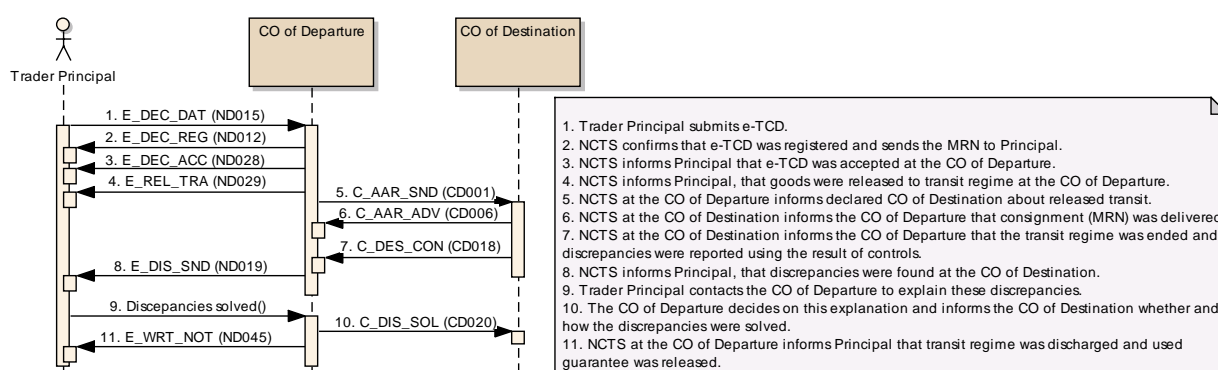 CO of Departure
CO of Destination
Trader Principal
1. E_DEC_DAT (ND015)
2. E_DEC_REG (ND012)
3. E_DEC_ACC (ND028)
4. E_REL_TRA (ND029)
5. C_AAR_SND (CD001)
6. C_AAR_ADV (CD006)
7. C_DES_CON (CD018)
8. E_DIS_SND (ND019)
9. Discepancies solved()
10. C_DIS_SOL (CD020)
11. E_WRT_NOT (ND045)
1. Trader Principal submits e-TCD.
2. NCTS confirms that e-TCD was registered and sends the MRN to Principal.
3. NCTS informs Principal that e-TCD was accepted at the CO of Departure.
4. NCTS informs Principal, that goods were released to transit regime at the CO of Departure.
5. NCTS at the CO of Departure informs declared CO of Destination about released transit.
6. NCTS at the CO of Destination informs the CO of Departure that consignment (MRN) was delivered
7. NCTS at the CO of Destination informs the CO of Departure that the transit regime was ended and
discrepancies were reported using the result of controls.
8. NCTS informs Principal, that discrepancies were found at the CO of Destination.
9. Trader Principal contacts the CO of Departure to explain these discrepancies.
10. The CO of Departure decides on this explanation and informs the CO of Destination whether and
how the discrepancies were solved.
11. NCTS at the CO of Departure informs Principal that transit regime was discharged and used
guarantee was released.